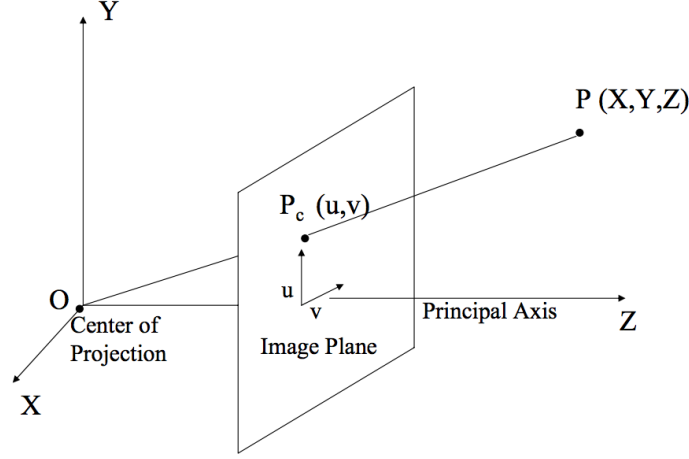 Y
P (X,Y,Z)
P_c (u,v)
u
v
O
Center of
Projection
Image Plane
Principal Axis
Z
X